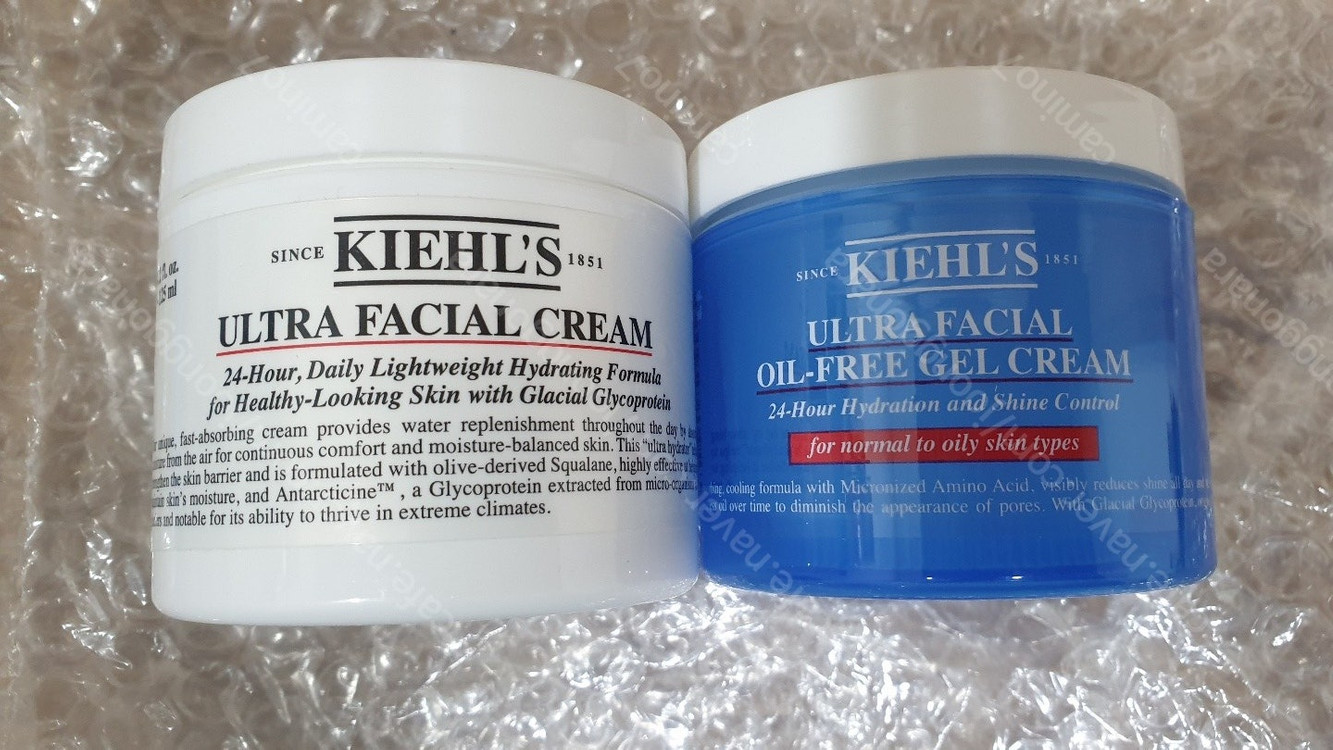 SINCE KIEHL'S 1851
ULTRA FACIAL CREAM
24-Hour, Daily Lightweight Hydrating Formula
for Healthy-Looking Skin with Glacial Glycoprotein
fast-absorbing cream provides water replenishment throughout the day by
from the air for continuous comfort and moisture-balanced skin. This "ultra hydrator"
the skin barrier and is formulated with olive-derived Squalane, highly effective
skin's moisture, and Antarcticine™, a Glycoprotein extracted from
and notable for its ability to thrive in extreme climates.
fl. oz.
ml
SINCE KIEHL'S 1851
ULTRA FACIAL
OIL-FREE GEL CREAM
24-Hour Hydration and Shine Control
for normal to oily skin types
cooling formula with Micronized Amino Acid, visibly reduces shine all day
oil over time to diminish the appearance of pores. With Glacial Glycoprotein